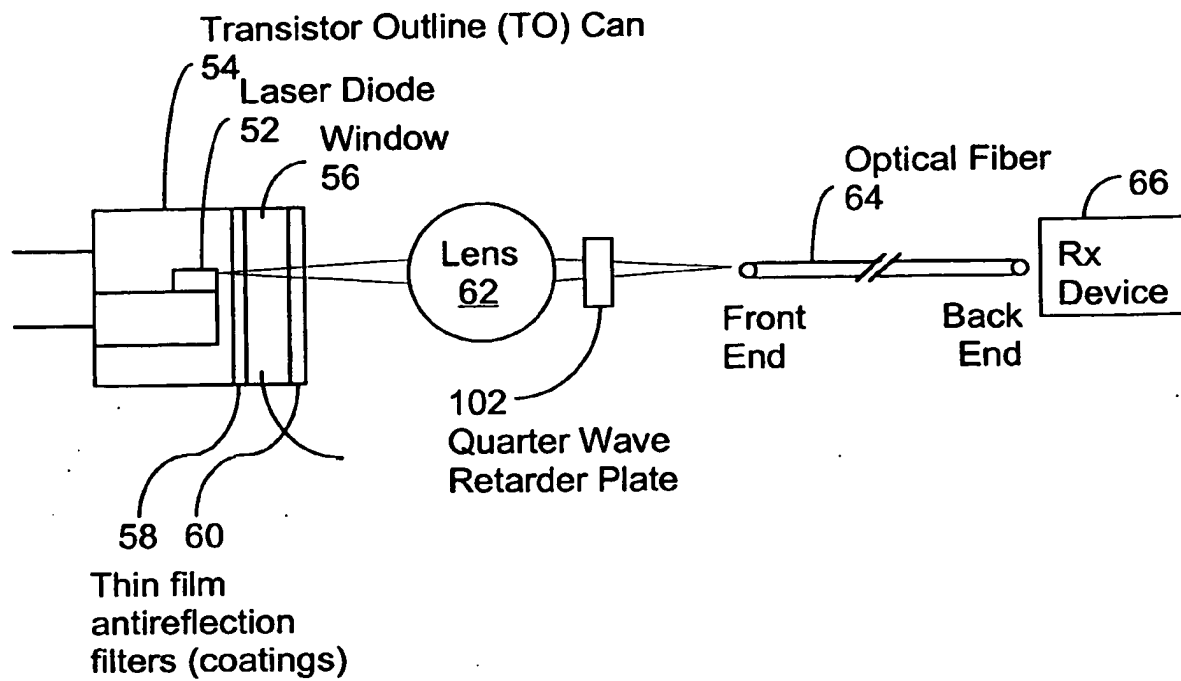 Transistor Outline (TO) Can
54
Laser Diode
52
Window
56
Optical Fiber
64
66
Lens
62
Rx
Device
Front
End
Back
End
102
Quarter Wave
Retarder Plate
58 60
Thin film
antireflection
filters (coatings)